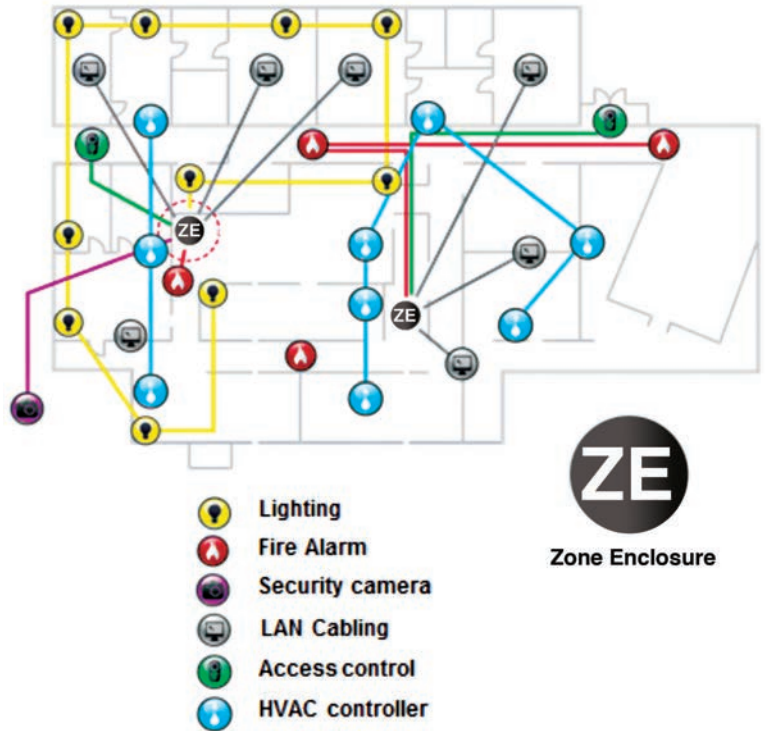 ZE
ZE
ZE
Zone Enclosure
Lighting
Fire Alarm
Security camera
LAN Cabling
Access control
HVAC controller